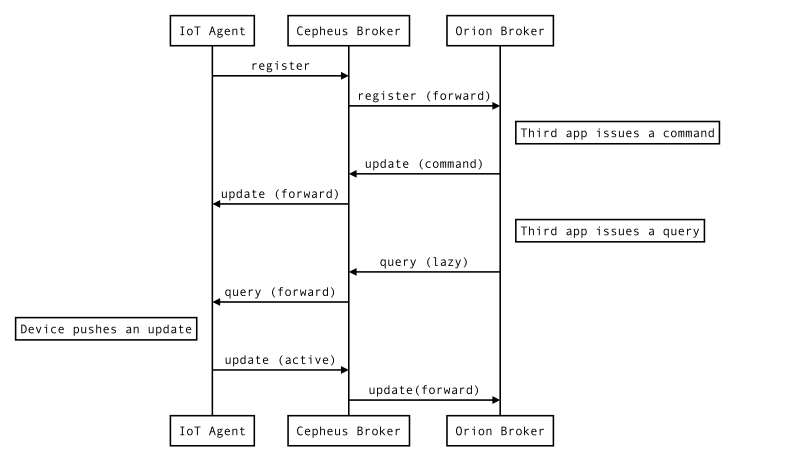 IoT Agent
Cepheus Broker
Orion Broker
register
register (forward)
Third app issues a command
update (command)
update (forward)
Third app issues a query
query (lazy)
query (forward)
Device pushes an update
update (active)
update(forward)
IoT Agent
Cepheus Broker
Orion Broker